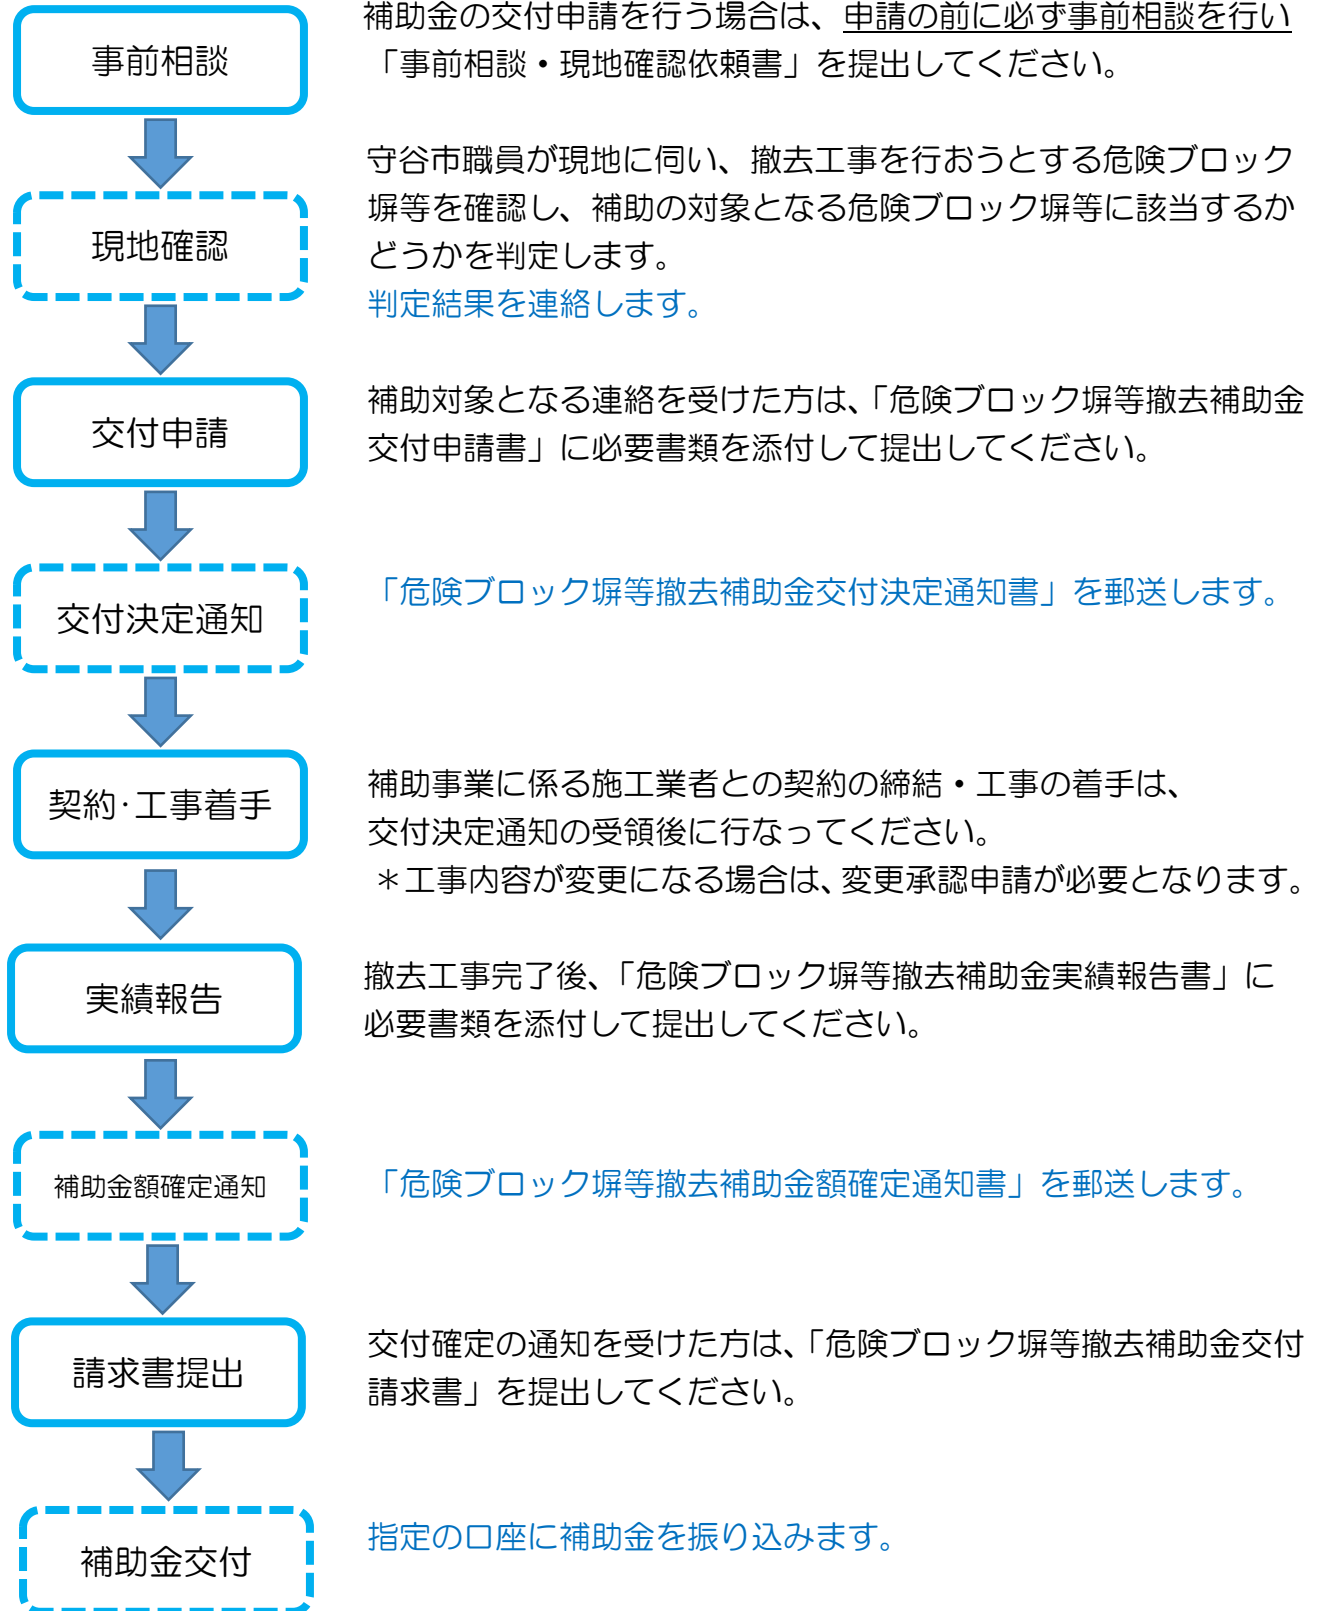 事前相談
補助金の交付申請を行う場合は、申請の前に必ず事前相談を行い
「事前相談・現地確認依頼書」を提出してください。
現地確認
守谷市職員が現地に伺い、撤去工事を行おうとする危険ブロック
塀等を確認し、補助の対象となる危険ブロック塀等に該当するか
どうかを判定します。
判定結果を連絡します。
交付申請
補助対象となる連絡を受けた方は、「危険ブロック塀等撤去補助金
交付申請書」に必要書類を添付して提出してください。
交付決定通知
「危険ブロック塀等撤去補助金交付決定通知書」を郵送します。
契約・工事着手
補助事業に係る施工業者との契約の締結・工事の着手は、
交付決定通知の受領後に行なってください。
＊工事内容が変更になる場合は、変更承認申請が必要となります。
実績報告
撤去工事完了後、「危険ブロック塀等撤去補助金実績報告書」に
必要書類を添付して提出してください。
補助金額確定通知
「危険ブロック塀等撤去補助金額確定通知書」を郵送します。
請求書提出
交付確定の通知を受けた方は、「危険ブロック塀等撤去補助金交付
請求書」を提出してください。
補助金交付
指定の口座に補助金を振り込みます。